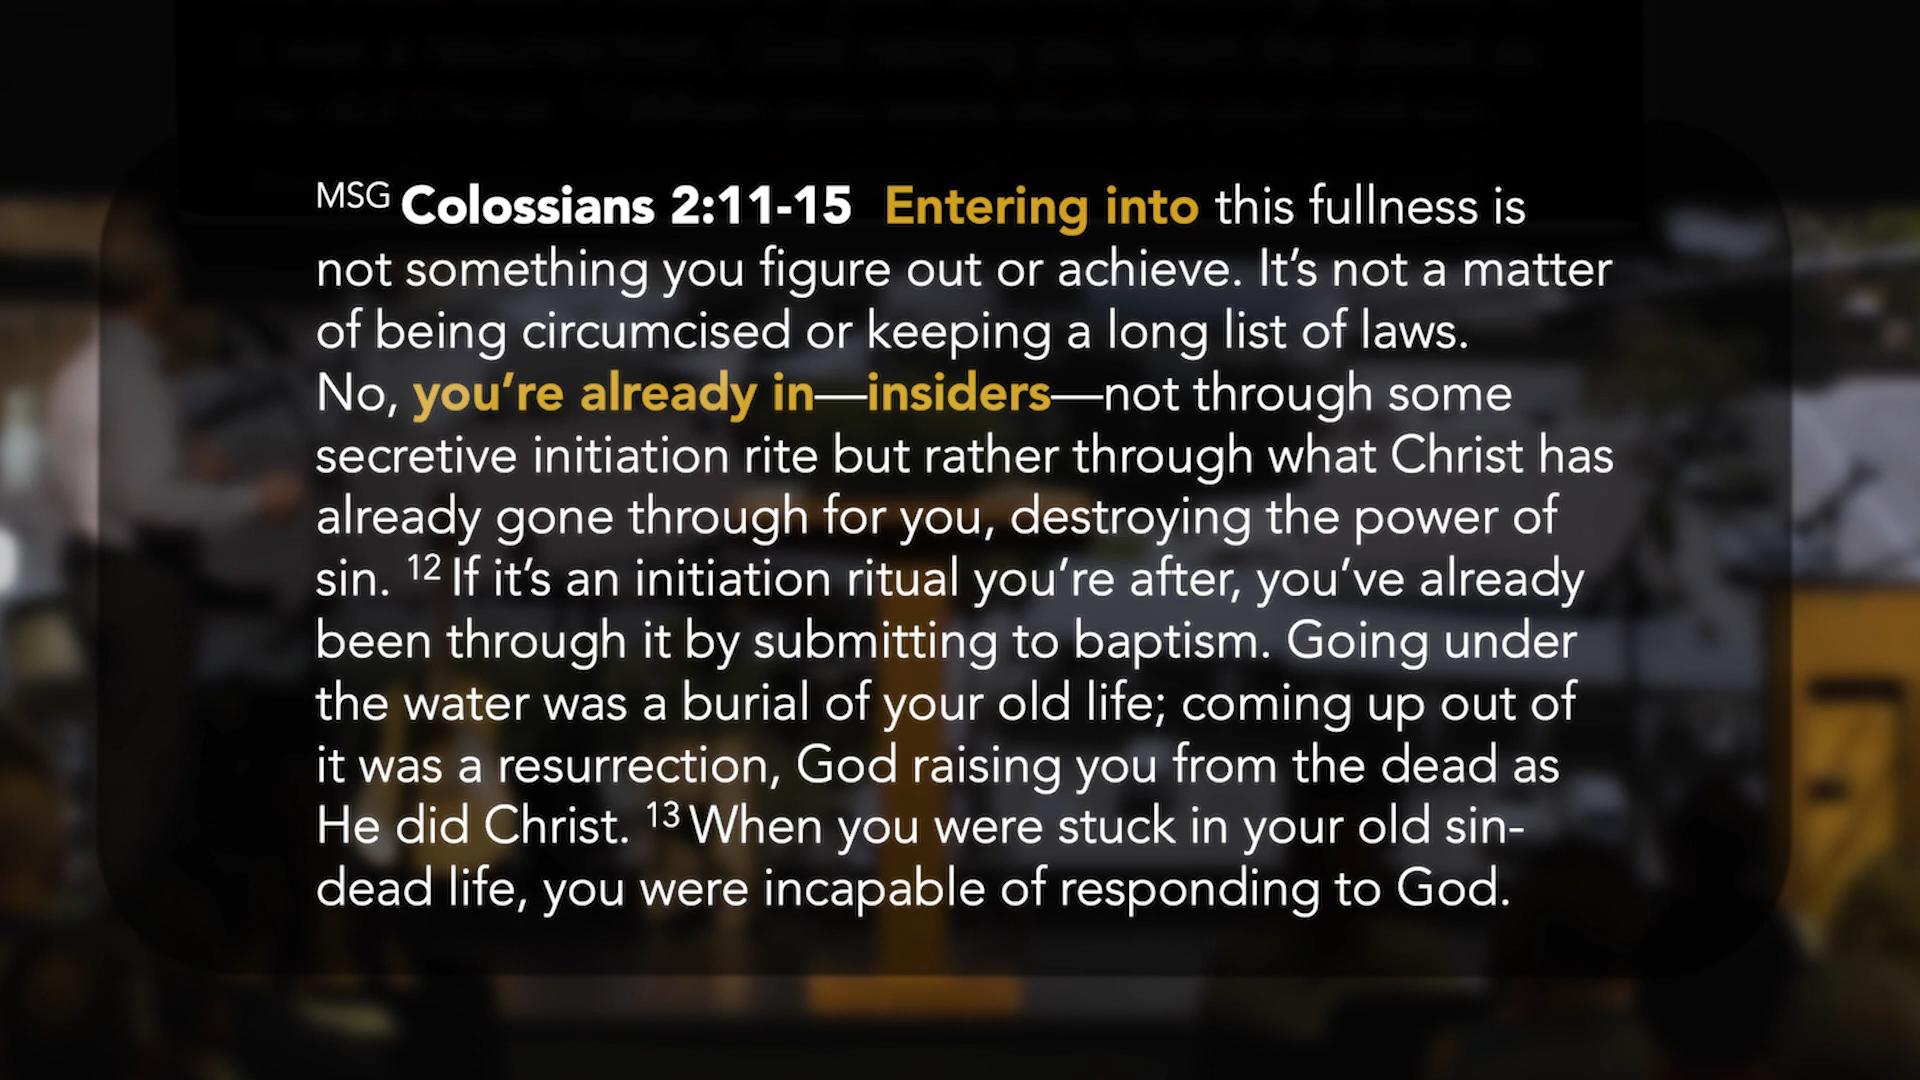 MSG Colossians 2:11-15 Entering into this fullness is
not something you figure out or achieve. It’s not a matter
of being circumcised or keeping a long list of laws.
No, you’re already in—insiders—not through some
secretive initiation rite but rather through what Christ has
already gone through for you, destroying the power of
sin. 12 If it’s an initiation ritual you’re after, you’ve already
been through it by submitting to baptism. Going under
the water was a burial of your old life; coming up out of
it was a resurrection, God raising you from the dead as
He did Christ. 13 When you were stuck in your old sin-
dead life, you were incapable of responding to God.